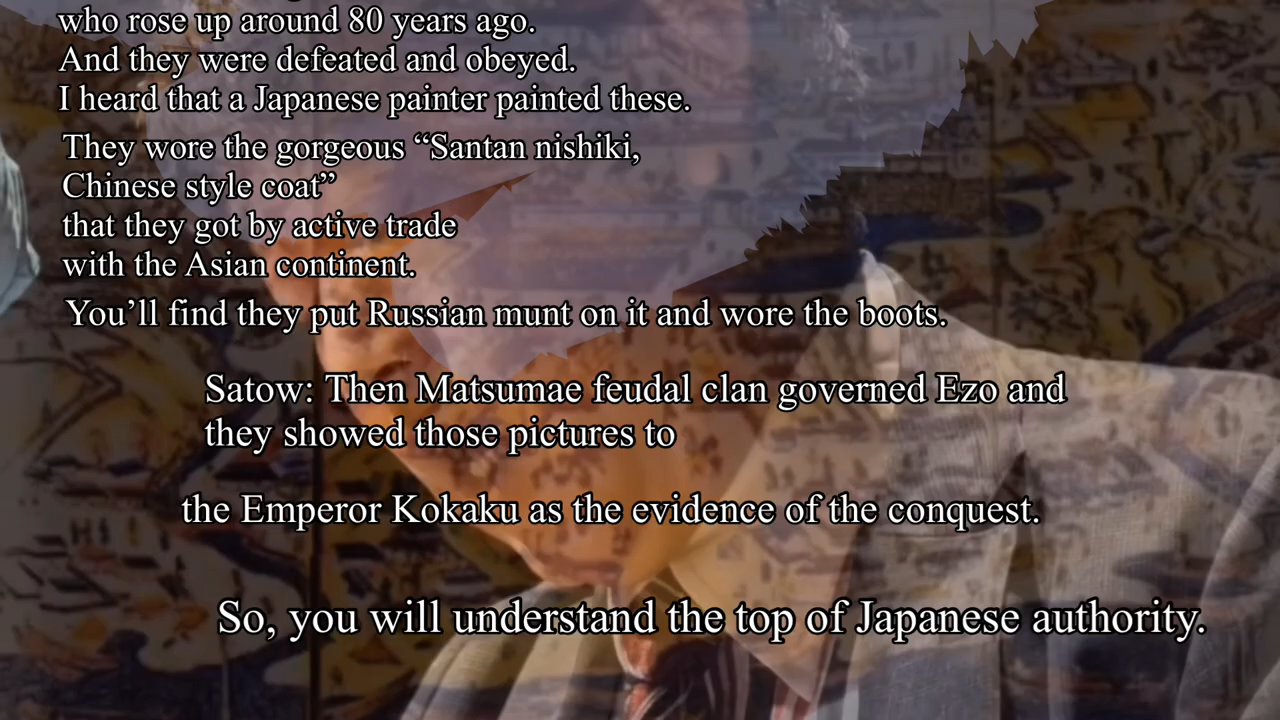 who rose up around 80 years ago.
And they were defeated and obeyed.
I heard that a Japanese painter painted these.
They wore the gorgeous “Santan nishiki,
Chinese style coat”
that they got by active trade
with the Asian continent.
You’ll find they put Russian munt on it and wore the boots.
Satow: Then Matsumae feudal clan governed Ezo and
they showed those pictures to
the Emperor Kokaku as the evidence of the conquest.
So, you will understand the top of Japanese authority.